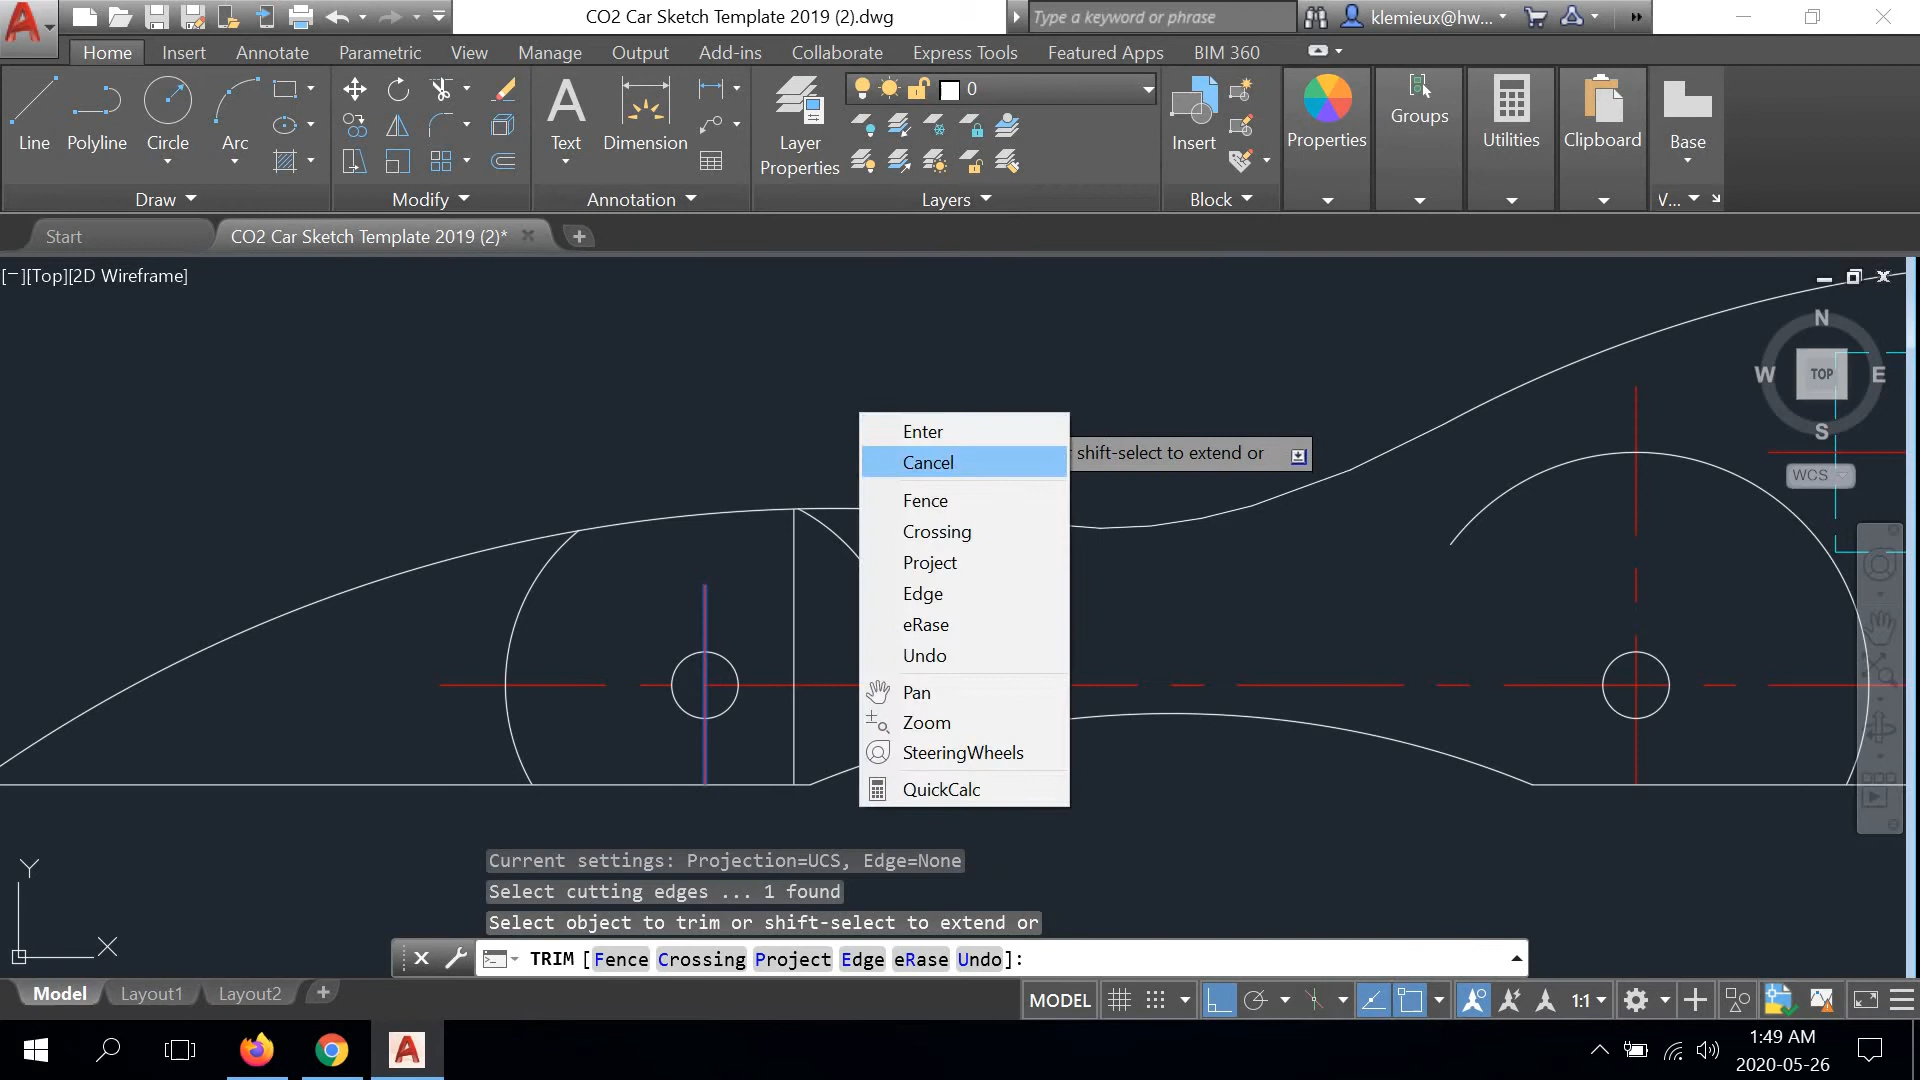 CO2 Car Sketch Template 2019 (2).dwg
Type a keyword or phrase
klemieux@hw...
Home Insert Annotate Parametric View Manage Output Add-ins Collaborate Express Tools Featured Apps BIM 360
Line Polyline Circle Arc
Text Dimension
Layer Properties
0
Insert
Properties
Groups
Utilities
Clipboard
Base
Draw Modify Annotation Layers Block V...
Start
CO2 Car Sketch Template 2019 (2)*
[−][Top][2D Wireframe]
N
W TOP E
S
WCS
Enter
Cancel
shift-select to extend or
Fence
Crossing
Project
Edge
eRase
Undo
Pan
Zoom
SteeringWheels
QuickCalc
Y
X
Current settings: Projection=UCS, Edge=None
Select cutting edges ... 1 found
Select object to trim or shift-select to extend or
TRIM [Fence Crossing Project Edge eRase Undo]:
Model Layout1 Layout2
MODEL
1:1
1:49 AM
2020-05-26